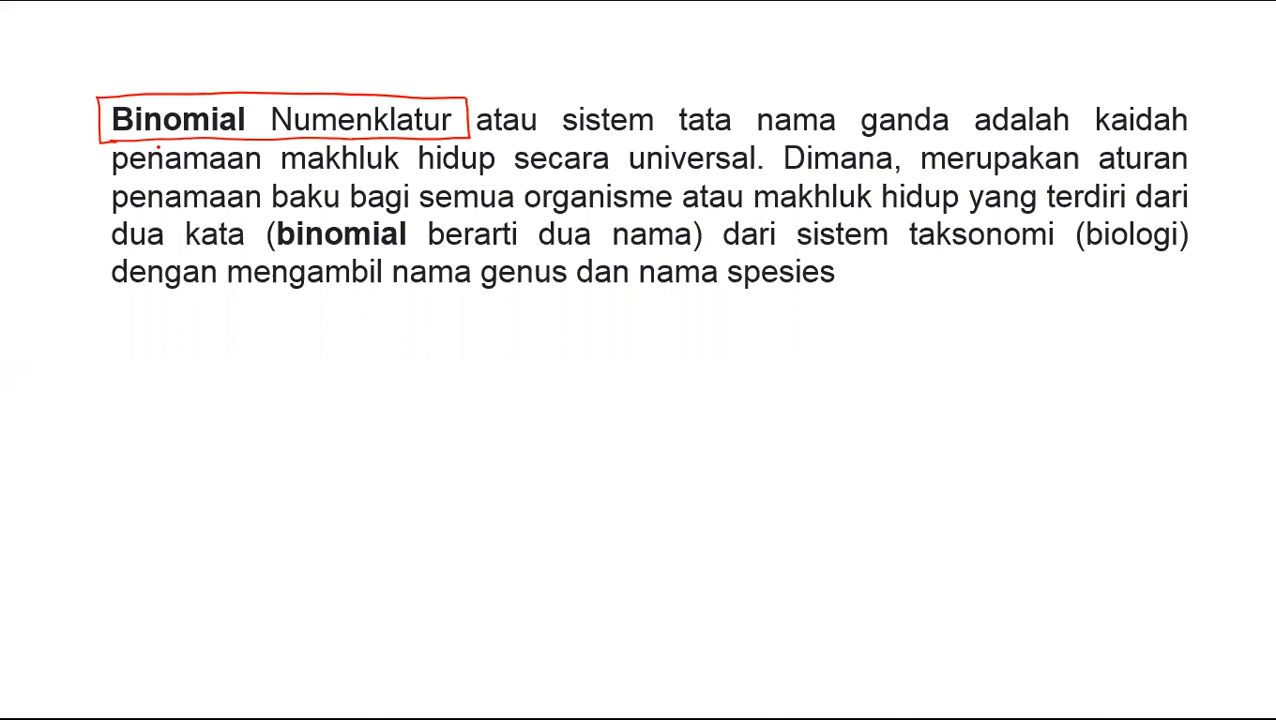 Binomial Numenklatur atau sistem tata nama ganda adalah kaidah
penamaan makhluk hidup secara universal. Dimana, merupakan aturan
penamaan baku bagi semua organisme atau makhluk hidup yang terdiri dari
dua kata (binomial berarti dua nama) dari sistem taksonomi (biologi)
dengan mengambil nama genus dan nama spesies